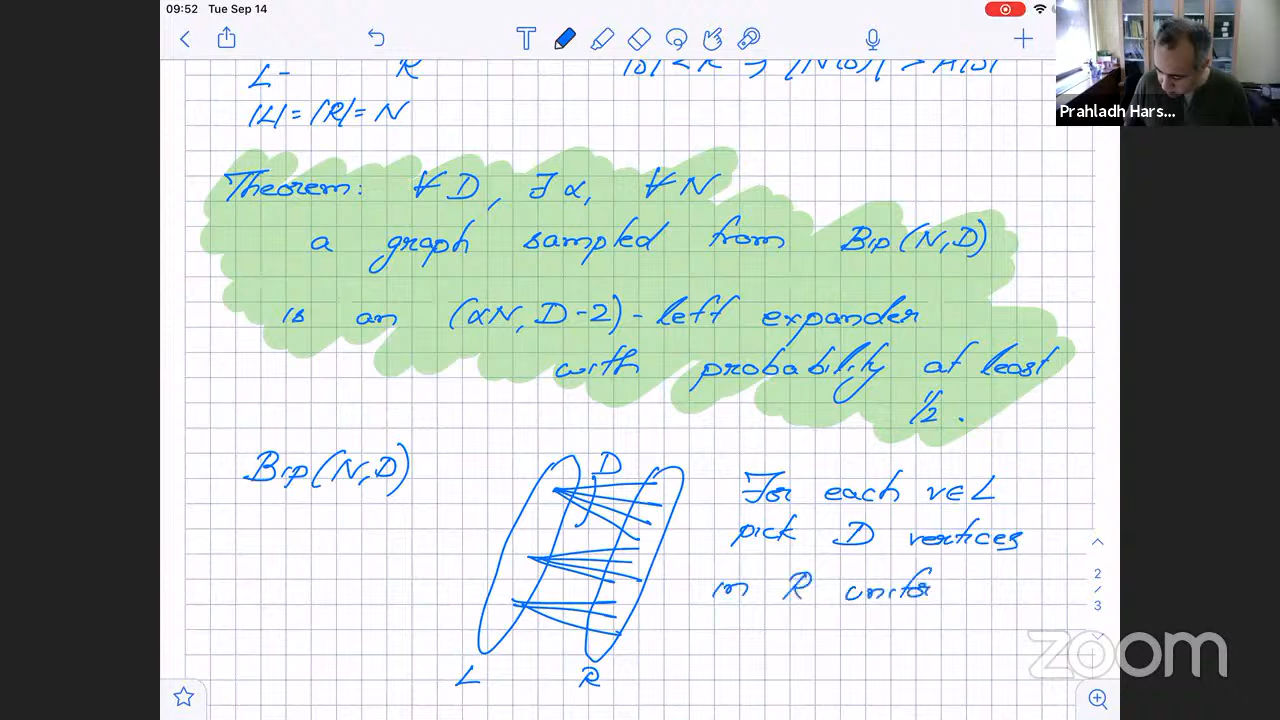 09:52 Tue Sep 14
Prahladh Hars...
L R
|L| = |R| = N
Theorem: ∀ D, ∃ α, ∀ N
a graph sampled from Bip(N,D)
is an (αN, D-2) - left expander
with probability at least
1/2.
Bip(N,D)
D
For each v∈L
pick D vertices
in R unifor
L R
2
/
3
zoom